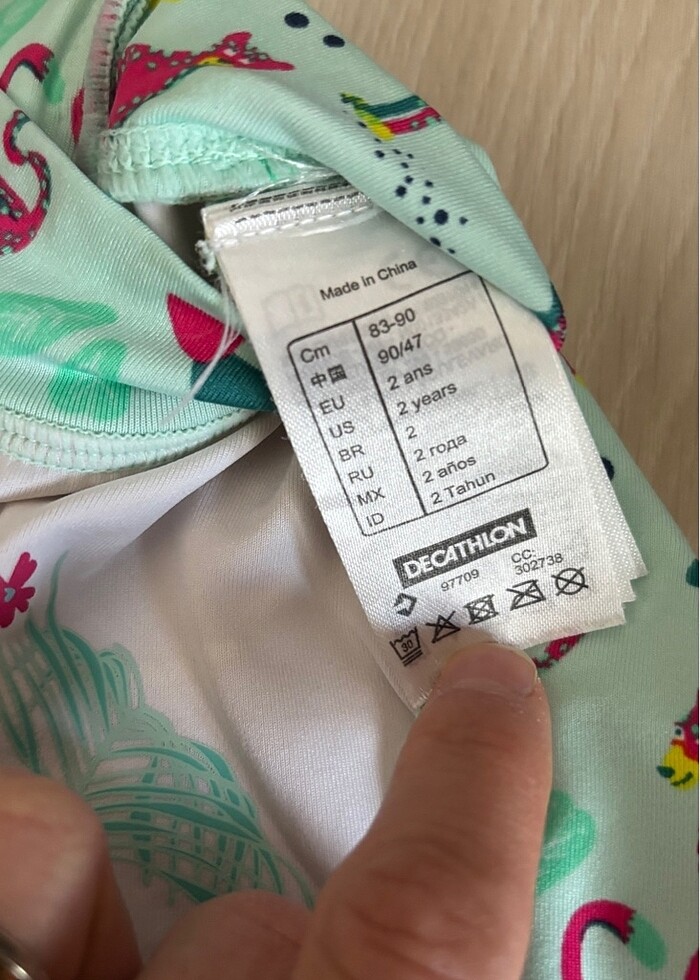 Made in China
Cm 83-90
中国 90/47
EU 2 ans
US 2 years
BR 2
RU 2 года
MX 2 años
ID 2 Tahun
DECATHLON
97709 CC: 302738
30